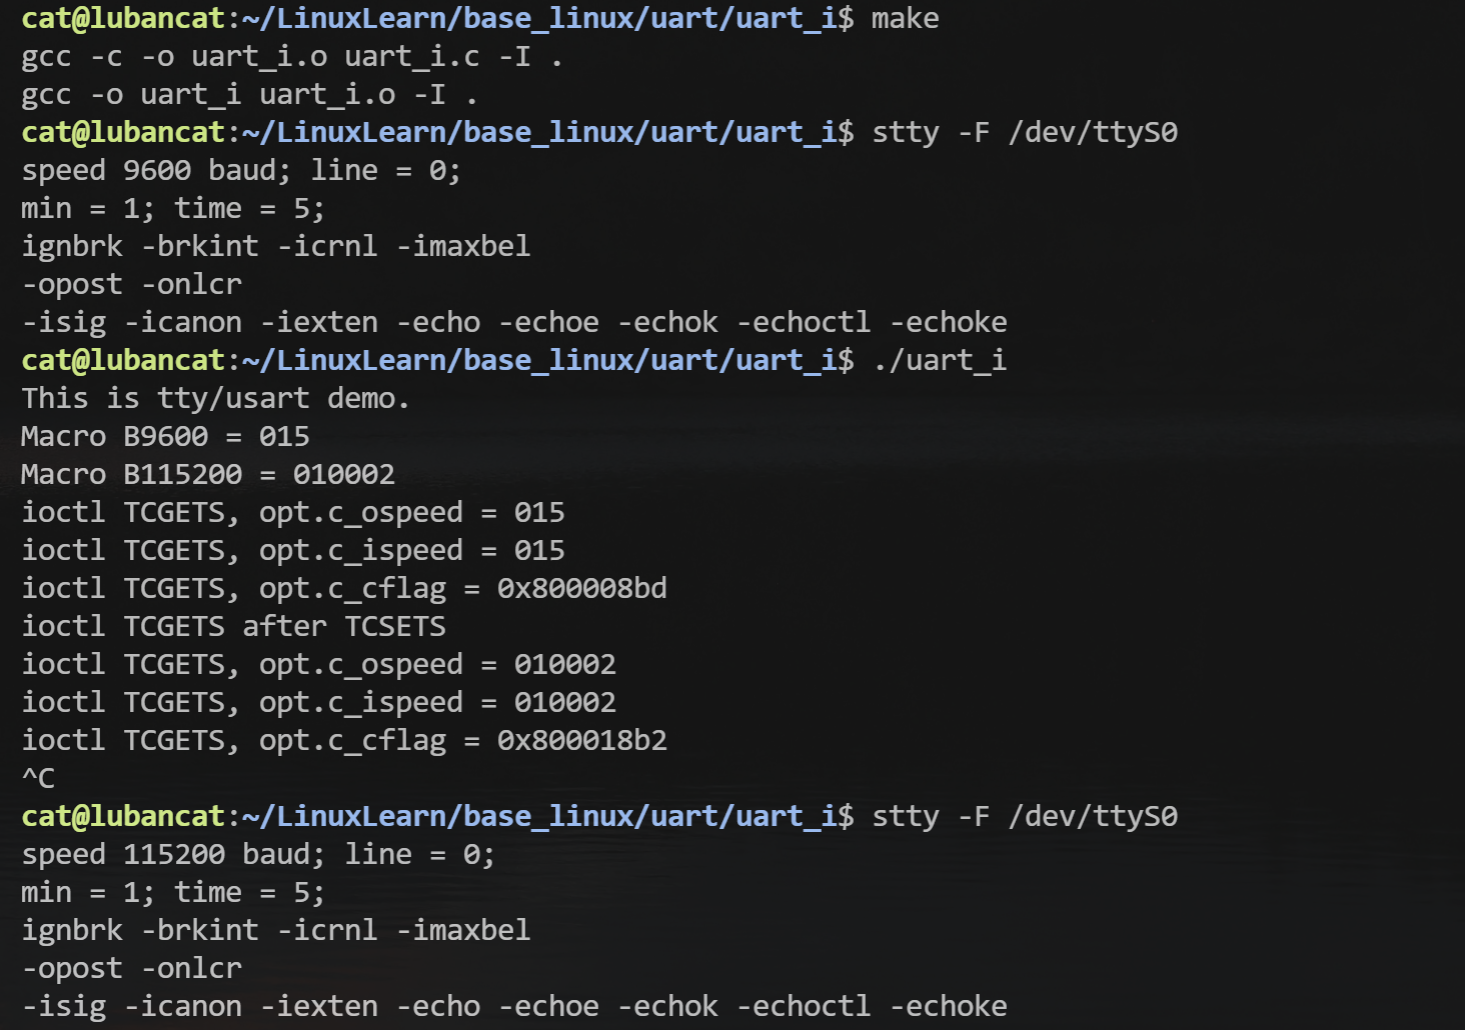 cat@lubancat:~/LinuxLearn/base_linux/uart/uart_i$ make
gcc -c -o uart_i.o uart_i.c -I .
gcc -o uart_i uart_i.o -I .
cat@lubancat:~/LinuxLearn/base_linux/uart/uart_i$ stty -F /dev/ttyS0
speed 9600 baud; line = 0;
min = 1; time = 5;
ignbrk -brkint -icrnl -imaxbel
-opost -onlcr
-isig -icanon -iexten -echo -echoe -echok -echoctl -echoke
cat@lubancat:~/LinuxLearn/base_linux/uart/uart_i$ ./uart_i
This is tty/usart demo.
Macro B9600 = 015
Macro B115200 = 010002
ioctl TCGETS, opt.c_ospeed = 015
ioctl TCGETS, opt.c_ispeed = 015
ioctl TCGETS, opt.c_cflag = 0x800008bd
ioctl TCGETS after TCSETS
ioctl TCGETS, opt.c_ospeed = 010002
ioctl TCGETS, opt.c_ispeed = 010002
ioctl TCGETS, opt.c_cflag = 0x800018b2
^C
cat@lubancat:~/LinuxLearn/base_linux/uart/uart_i$ stty -F /dev/ttyS0
speed 115200 baud; line = 0;
min = 1; time = 5;
ignbrk -brkint -icrnl -imaxbel
-opost -onlcr
-isig -icanon -iexten -echo -echoe -echok -echoctl -echoke